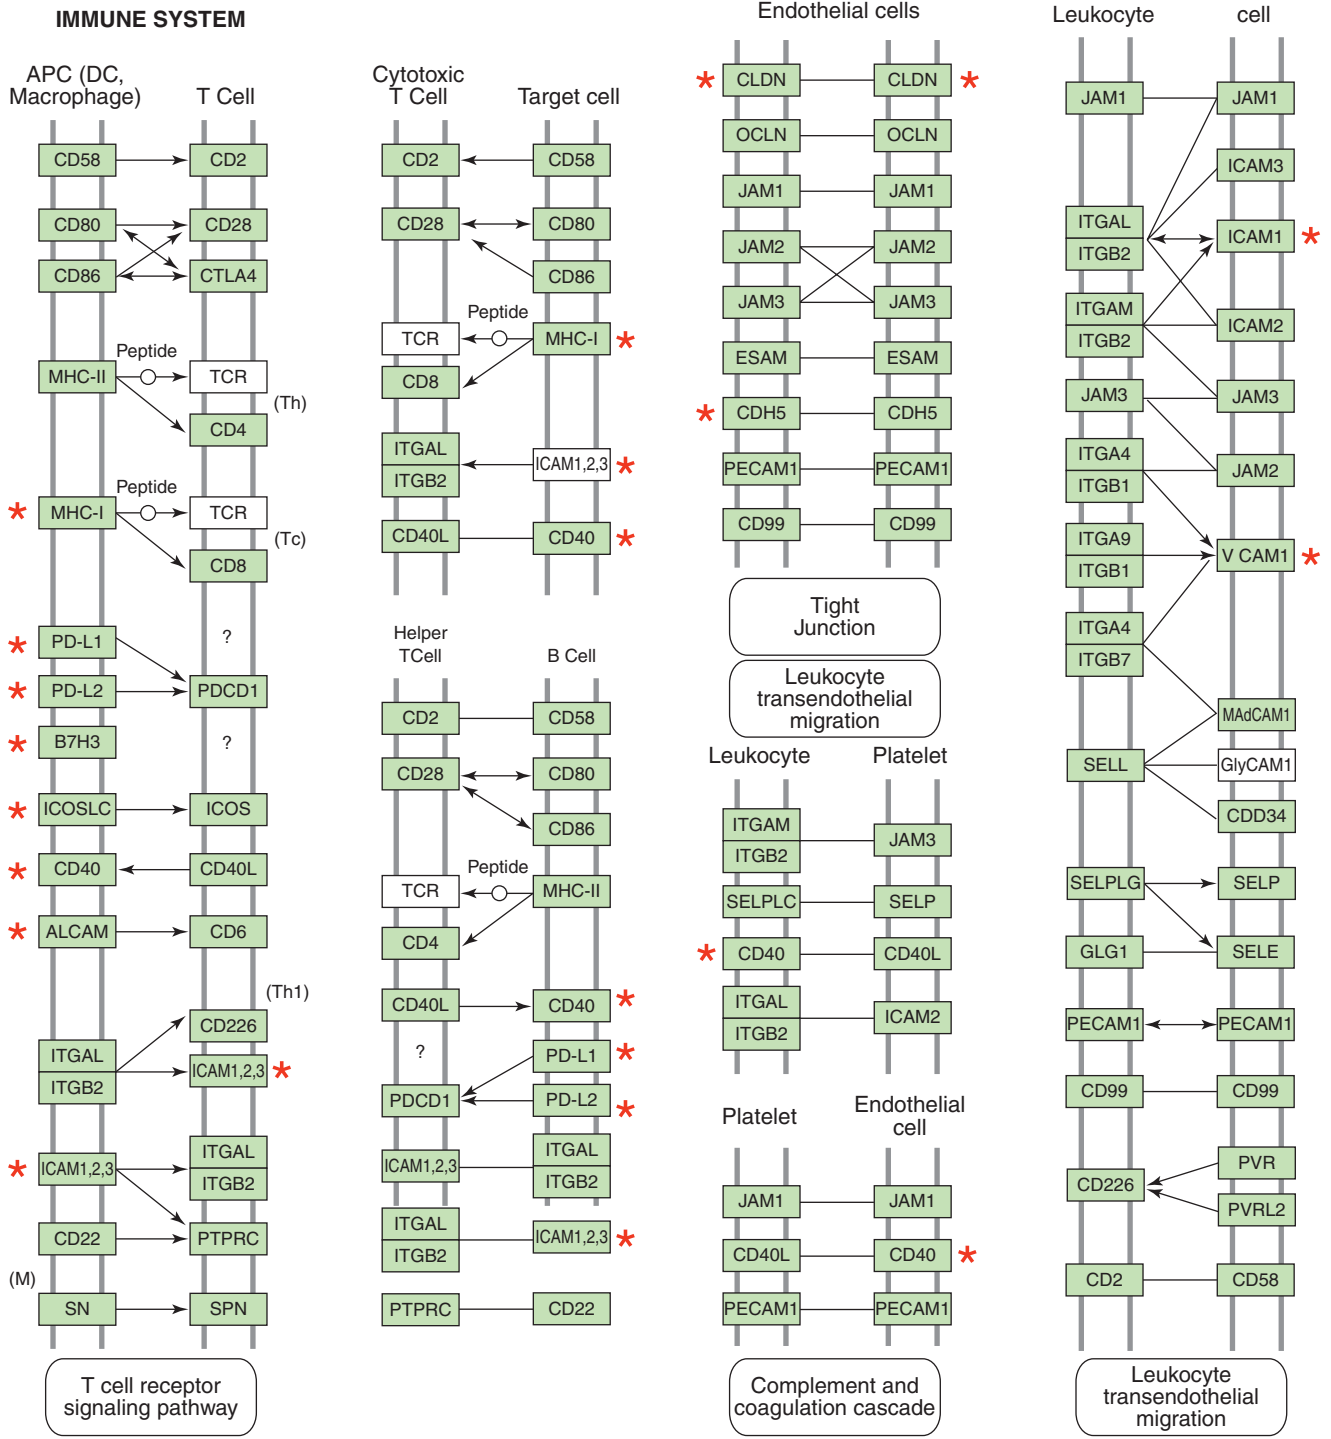 IMMUNE SYSTEM
APC (DC,
Macrophage)
T Cell
CD58
CD2
CD80
CD28
CD86
CTLA4
Peptide
MHC-II
TCR
(Th)
CD4
Peptide
* MHC-I
TCR
(Tc)
CD8
* PD-L1
?
* PD-L2
PDCD1
* B7H3
?
* ICOSLC
ICOS
* CD40
CD40L
* ALCAM
CD6
(Th1)
CD226
ITGAL
ITGB2
ICAM1,2,3 *
* ICAM1,2,3
ITGAL
ITGB2
CD22
PTPRC
(M)
SN
SPN
T cell receptor
signaling pathway
Cytotoxic
T Cell
Target cell
CD2
CD58
CD28
CD80
CD86
Peptide
TCR
MHC-I *
CD8
ITGAL
ITGB2
ICAM1,2,3 *
CD40L
CD40 *
Helper
TCell
B Cell
CD2
CD58
CD28
CD80
CD86
Peptide
TCR
MHC-II
CD4
CD40L
CD40 *
?
PD-L1 *
PDCD1
PD-L2 *
ICAM1,2,3
ITGAL
ITGB2
ITGAL
ITGB2
ICAM1,2,3 *
PTPRC
CD22
Endothelial cells
* CLDN
CLDN *
OCLN
OCLN
JAM1
JAM1
JAM2
JAM2
JAM3
JAM3
ESAM
ESAM
* CDH5
CDH5
PECAM1
PECAM1
CD99
CD99
Tight
Junction
Leukocyte
transendothelial
migration
Leukocyte
Platelet
ITGAM
ITGB2
JAM3
SELPLC
SELP
* CD40
CD40L
ITGAL
ITGB2
ICAM2
Platelet
Endothelial
cell
JAM1
JAM1
CD40L
CD40 *
PECAM1
PECAM1
Complement and
coagulation cascade
Leukocyte
cell
JAM1
JAM1
ICAM3
ITGAL
ITGB2
ICAM1 *
ITGAM
ITGB2
ICAM2
JAM3
JAM3
ITGA4
ITGB1
JAM2
ITGA9
ITGB1
V CAM1 *
ITGA4
ITGB7
MAdCAM1
SELL
GlyCAM1
CDD34
SELPLG
SELP
GLG1
SELE
PECAM1
PECAM1
CD99
CD99
CD226
PVR
PVRL2
CD2
CD58
Leukocyte
transendothelial
migration